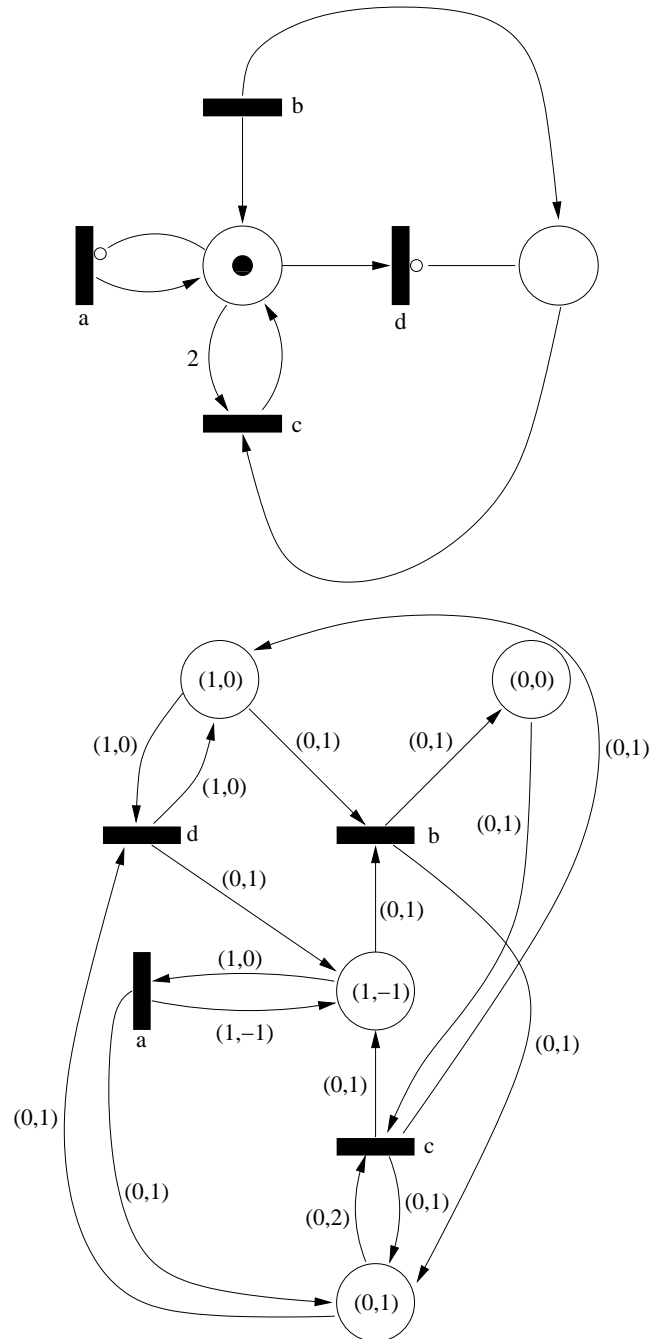 b
a
d
2
c
(1,0)
(0,0)
(1,0)
(0,1)
(0,1)
(0,1)
(1,0)
(0,1)
d
b
(0,1)
(0,1)
(1,0)
(1,–1)
(1,–1)
a
(0,1)
(0,1)
(0,1)
c
(0,1)
(0,2)
(0,1)
(0,1)